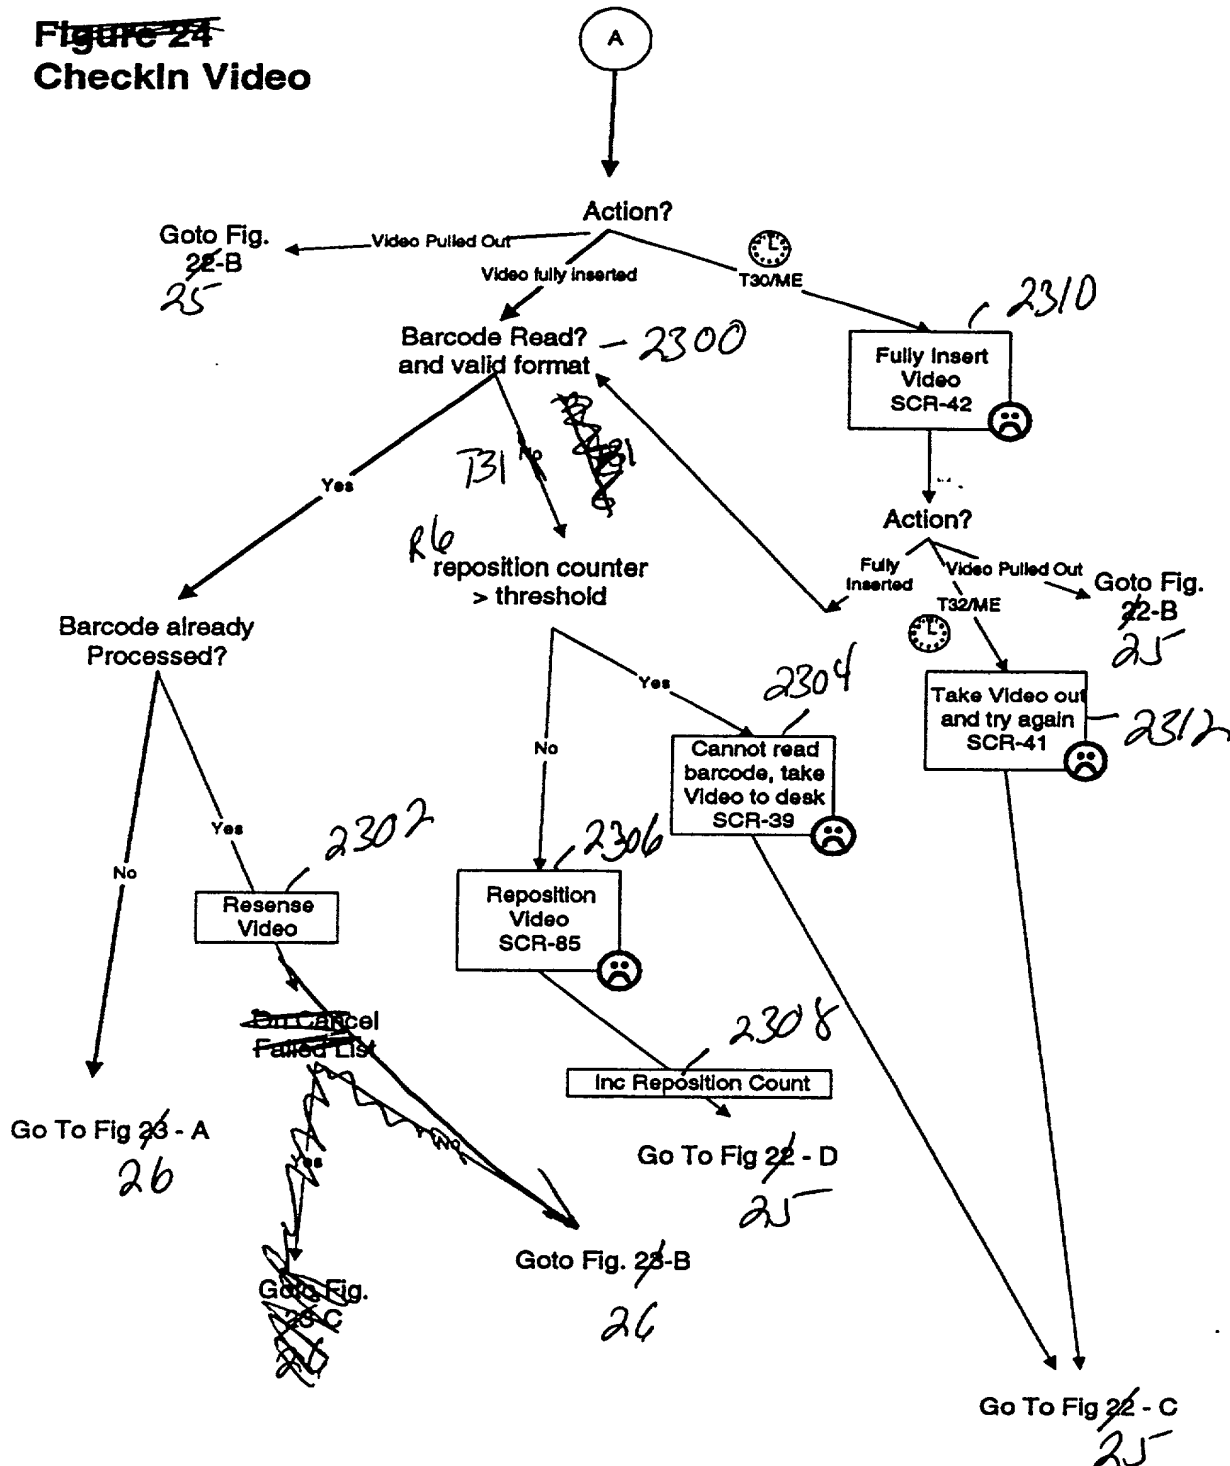 Figure 24
CheckIn Video
A
Action?
Goto Fig.
22-B
25
Video Pulled Out
Video fully inserted
T30/ME
2310
Barcode Read?
and valid format
2300
Fully Insert
Video
SCR-42
T31
No
Yes
Action?
R6
reposition counter
> threshold
Fully
Inserted
Video Pulled Out
T32/ME
Goto Fig.
22-B
25
Barcode already
Processed?
Yes
2304
Take Video out
and try again
SCR-41
2312
No
Cannot read
barcode, take
Video to desk
SCR-39
Yes
2302
No
2306
Resense
Video
Reposition
Video
SCR-85
On Cancel
Failed List
2308
Inc Reposition Count
Go To Fig 23 - A
26
No
Yes
Go To Fig 22 - D
25
Goto Fig. 23-B
26
Goto Fig.
23-C
Go To Fig 22 - C
25